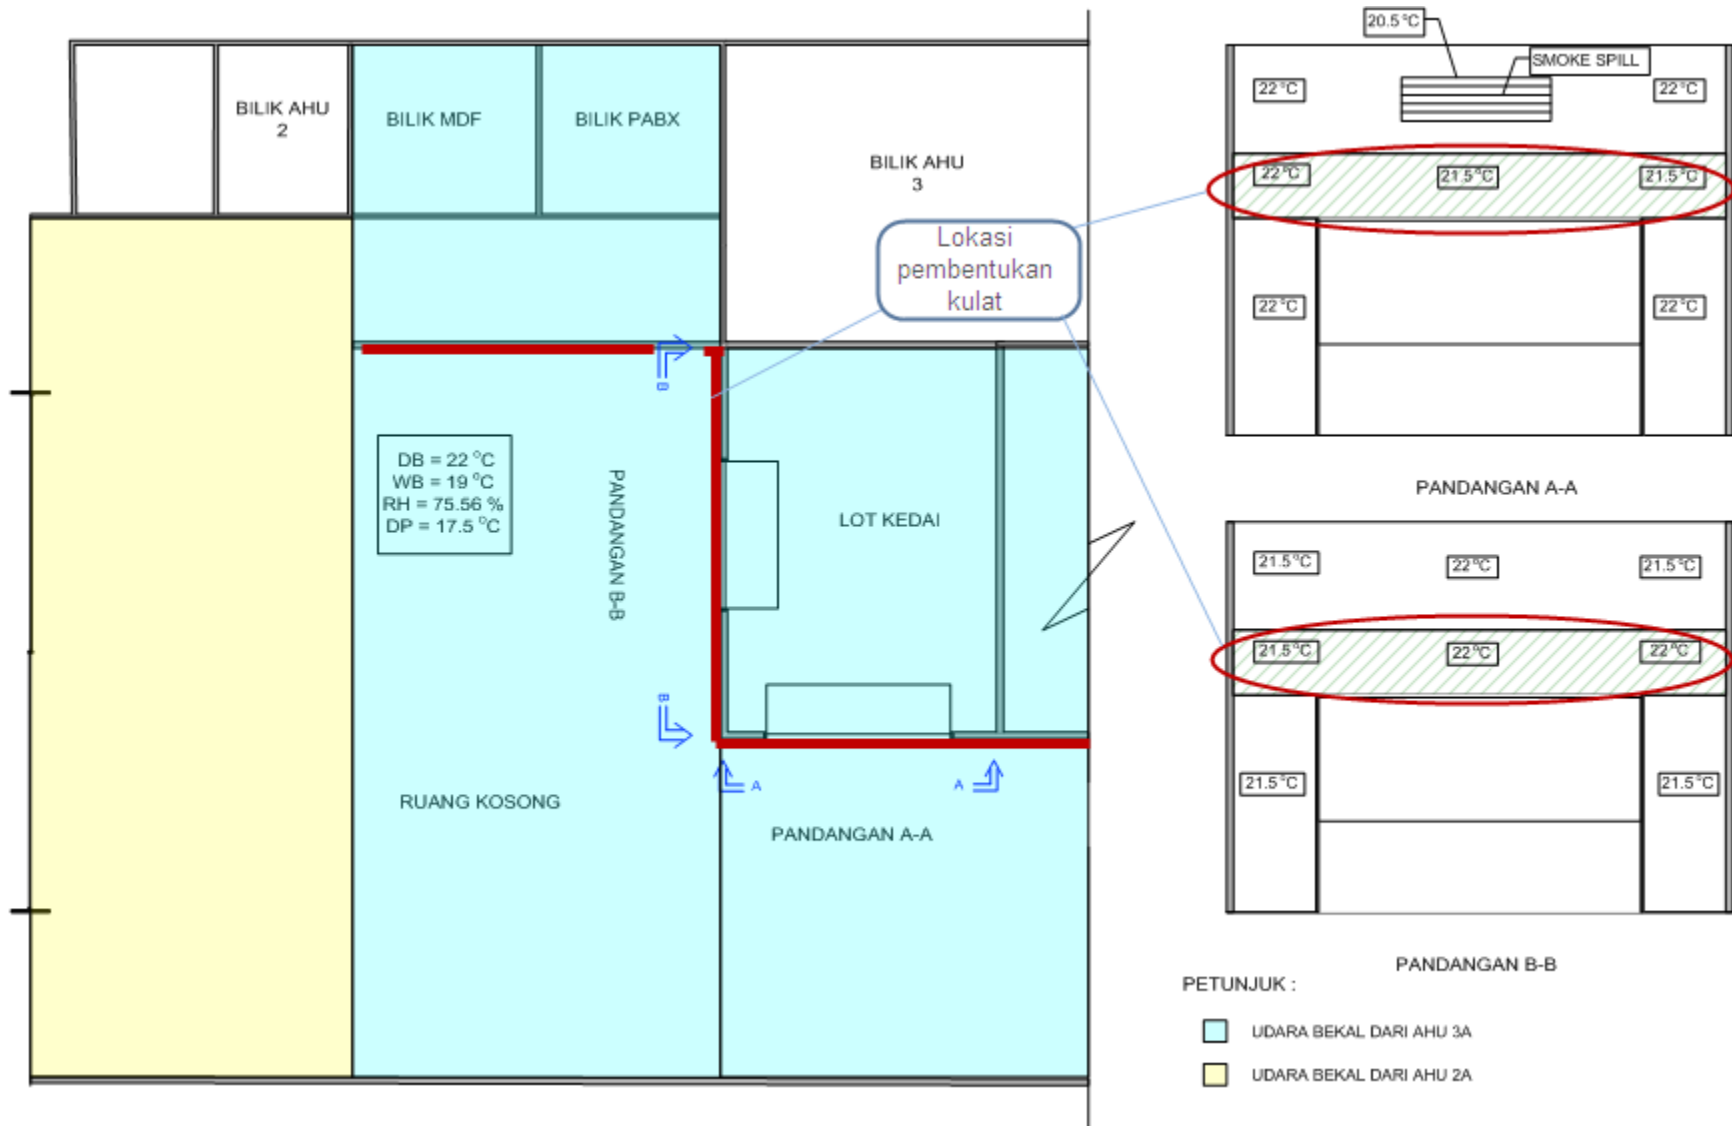 BILIK AHU
2
BILIK MDF
BILIK PABX
BILIK AHU
3
Lokasi
pembentukan
kulat
B
DB = 22 °C
WB = 19 °C
RH = 75.56 %
DP = 17.5 °C
PANDANGAN B-B
LOT KEDAI
B
A
A
RUANG KOSONG
PANDANGAN A-A
20.5 °C
SMOKE SPILL
22 °C
22 °C
22 °C
21.5 °C
21.5 °C
22 °C
22 °C
PANDANGAN A-A
21.5 °C
22 °C
21.5 °C
21.5 °C
22 °C
22 °C
21.5 °C
21.5 °C
PANDANGAN B-B
PETUNJUK :
UDARA BEKAL DARI AHU 3A
UDARA BEKAL DARI AHU 2A